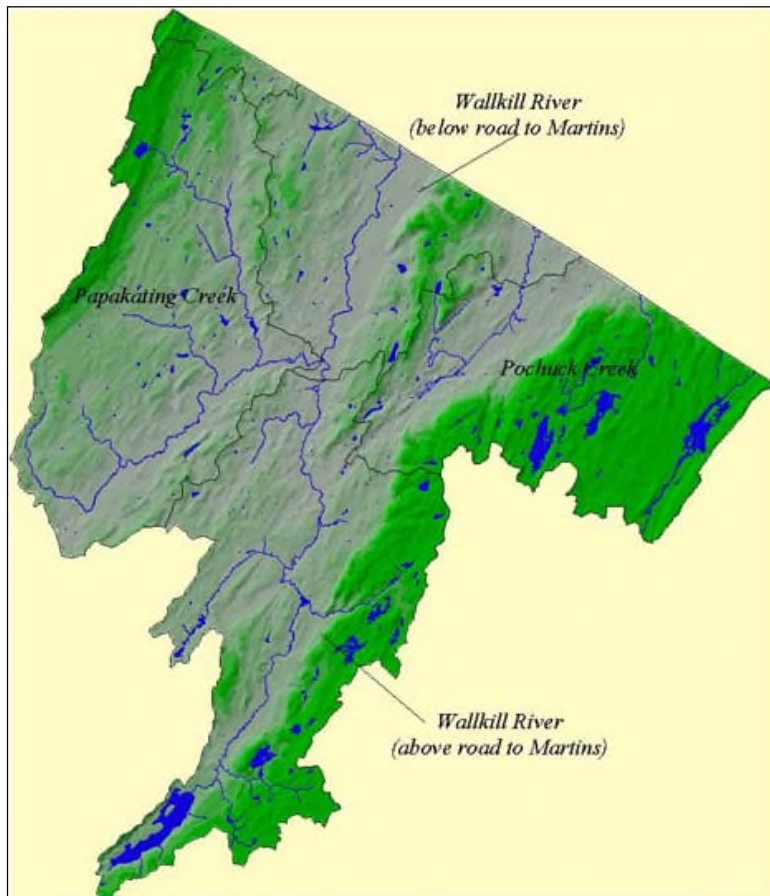 Wallkill River
(below road to Martins)
Papakating Creek
Pochuck Creek
Wallkill River
(above road to Martins)